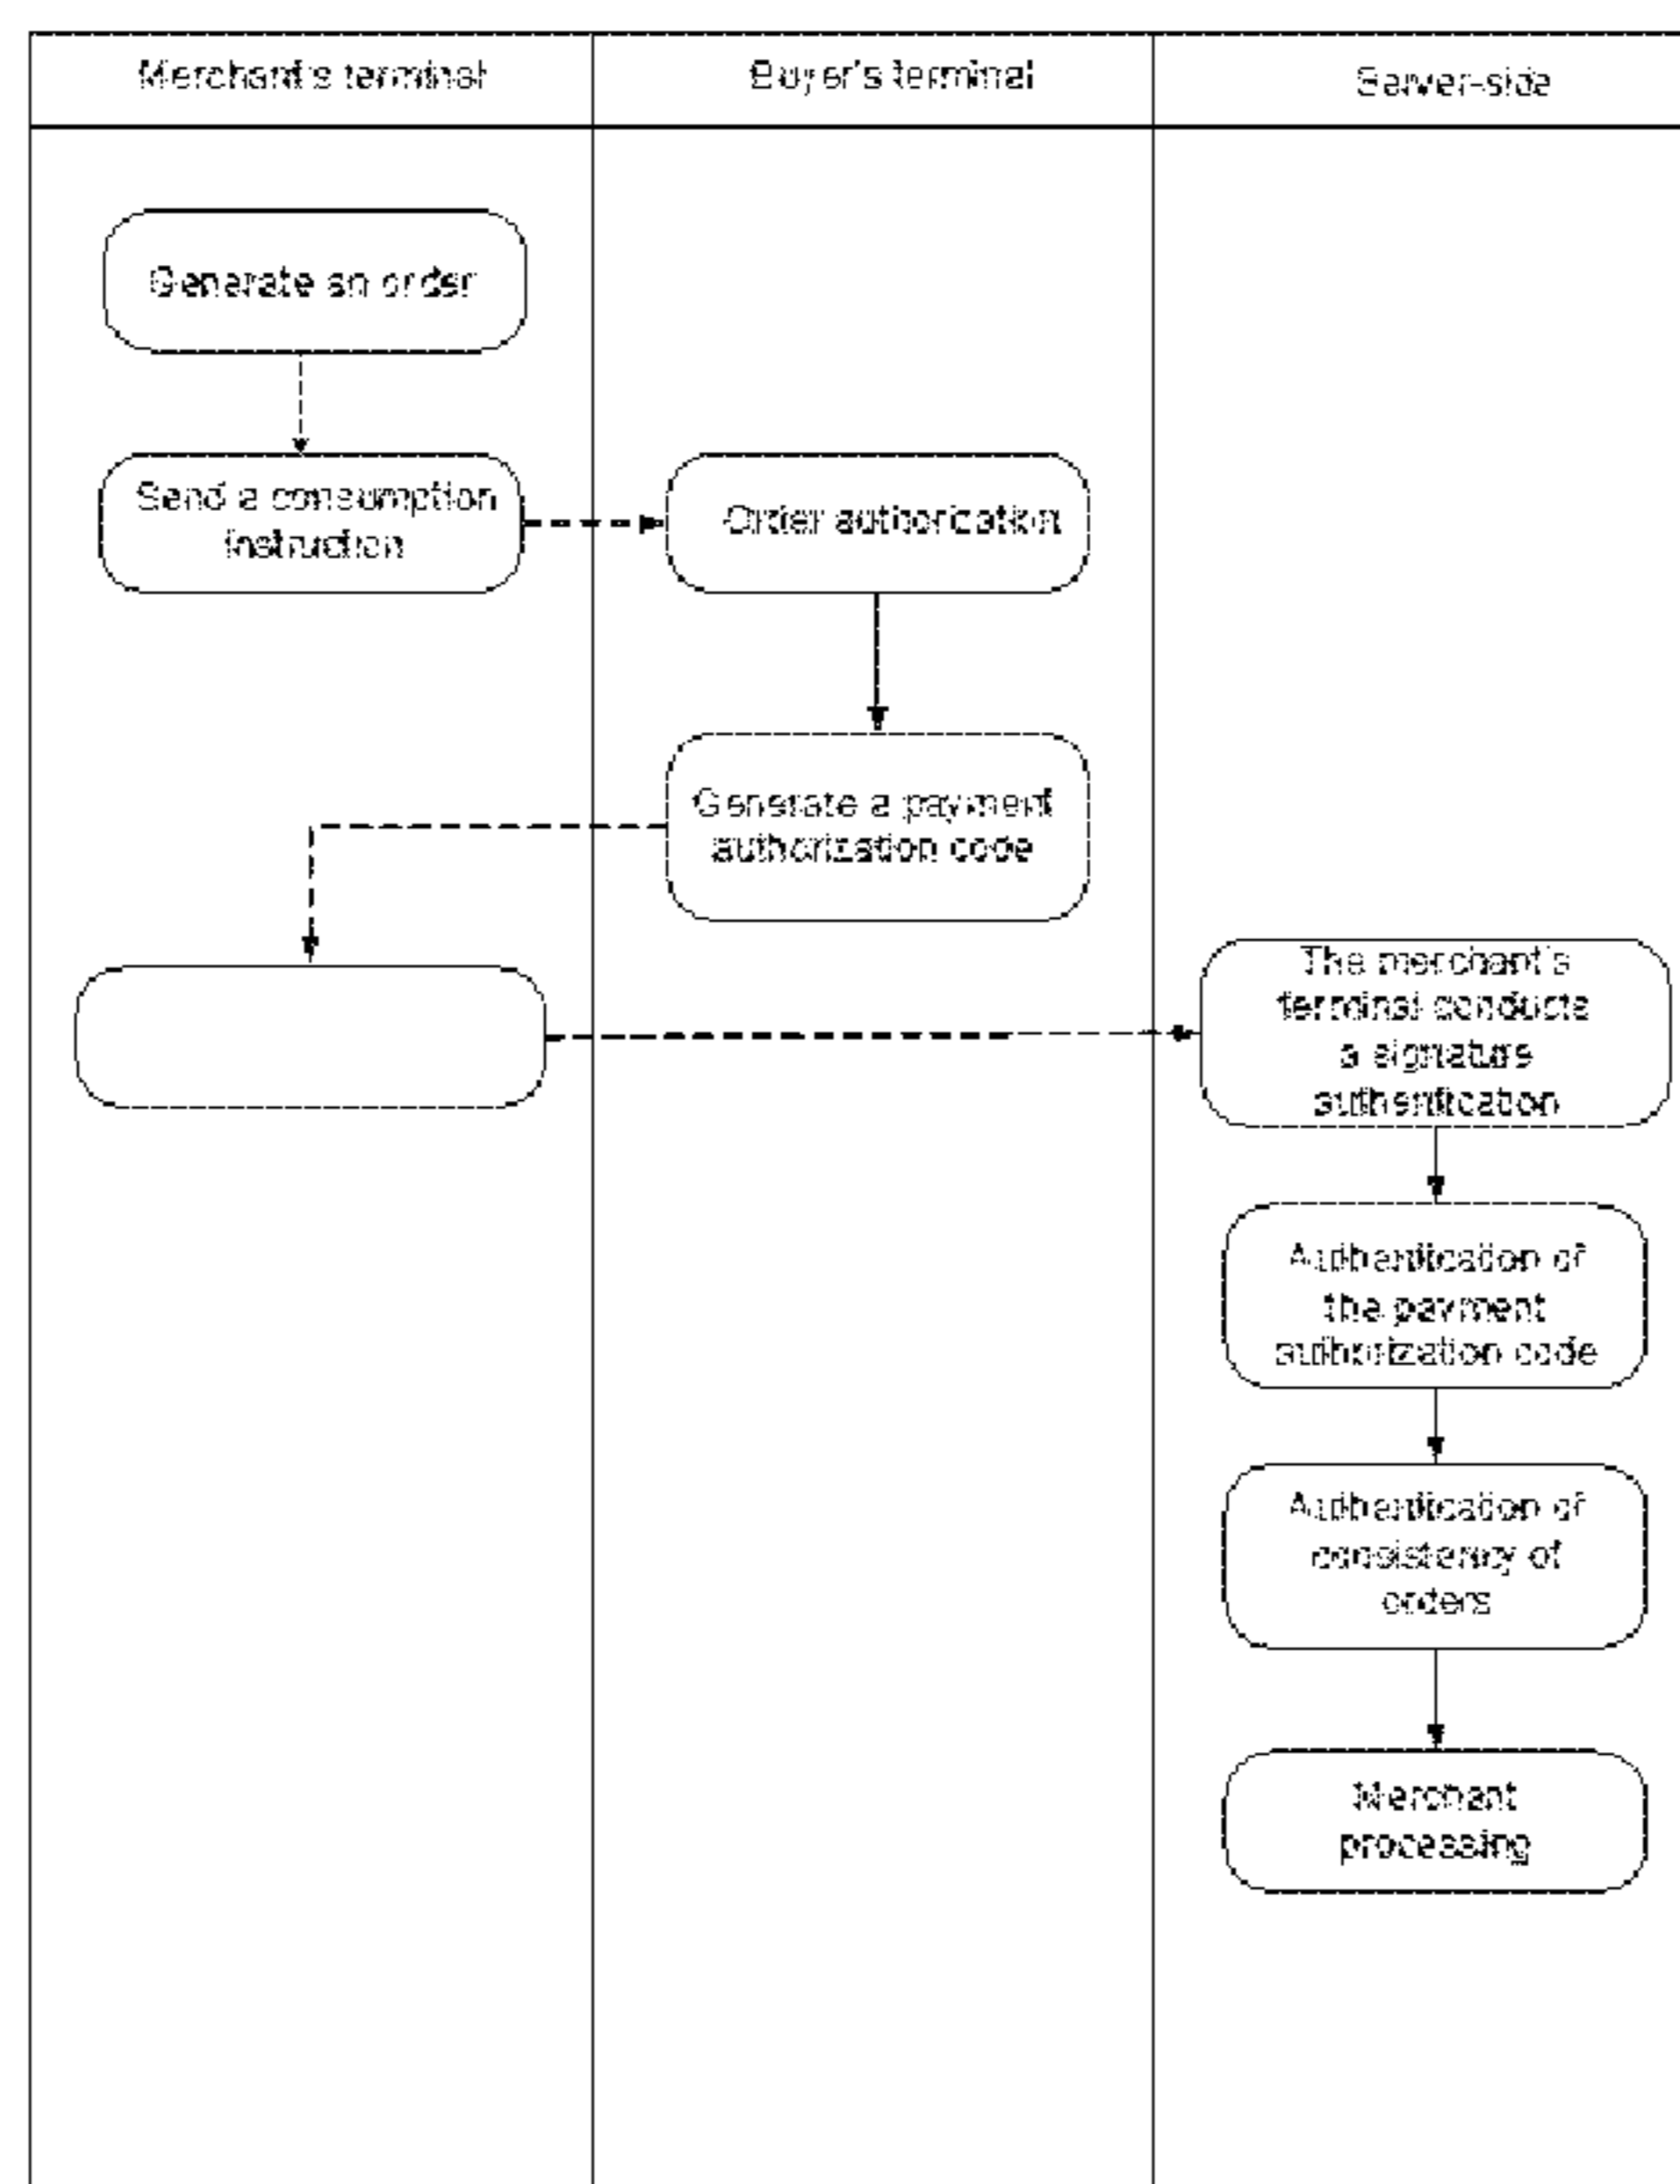 Merchant's terminal
Buyer's terminal
Server-side
Generate an order
Send a consumption
instruction
Order authorization
Generate a payment
authorization code
The merchant's
terminal conducts
a signature
authentication
Authentication of
the payment
authorization code
Authentication of
consistency of
orders
Merchant
processing